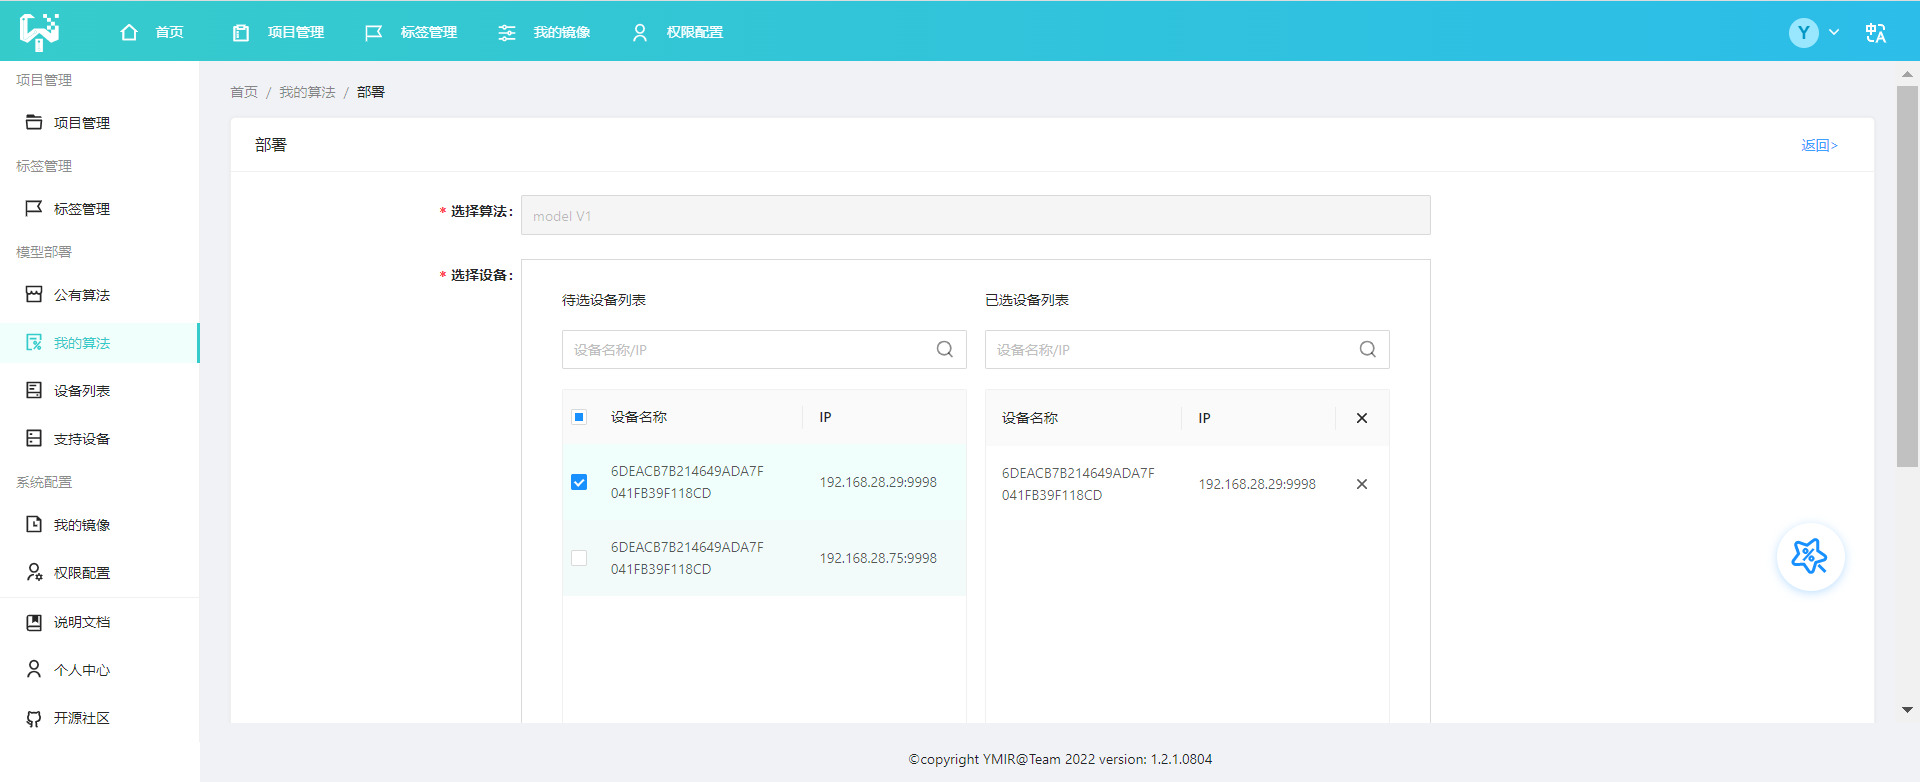 首页
项目管理
标签管理
我的镜像
权限配置
Y
中A
项目管理
项目管理
标签管理
标签管理
模型部署
公有算法
我的算法
设备列表
支持设备
系统配置
我的镜像
权限配置
说明文档
个人中心
开源社区
首页 / 我的算法 / 部署
部署
返回>
* 选择算法:
model V1
* 选择设备:
待选设备列表
设备名称/IP
设备名称 IP
6DEACB7B214649ADA7F
041FB39F118CD
192.168.28.29:9998
6DEACB7B214649ADA7F
041FB39F118CD
192.168.28.75:9998
已选设备列表
设备名称/IP
设备名称 IP
6DEACB7B214649ADA7F
041FB39F118CD
192.168.28.29:9998
©copyright YMIR@Team 2022 version: 1.2.1.0804